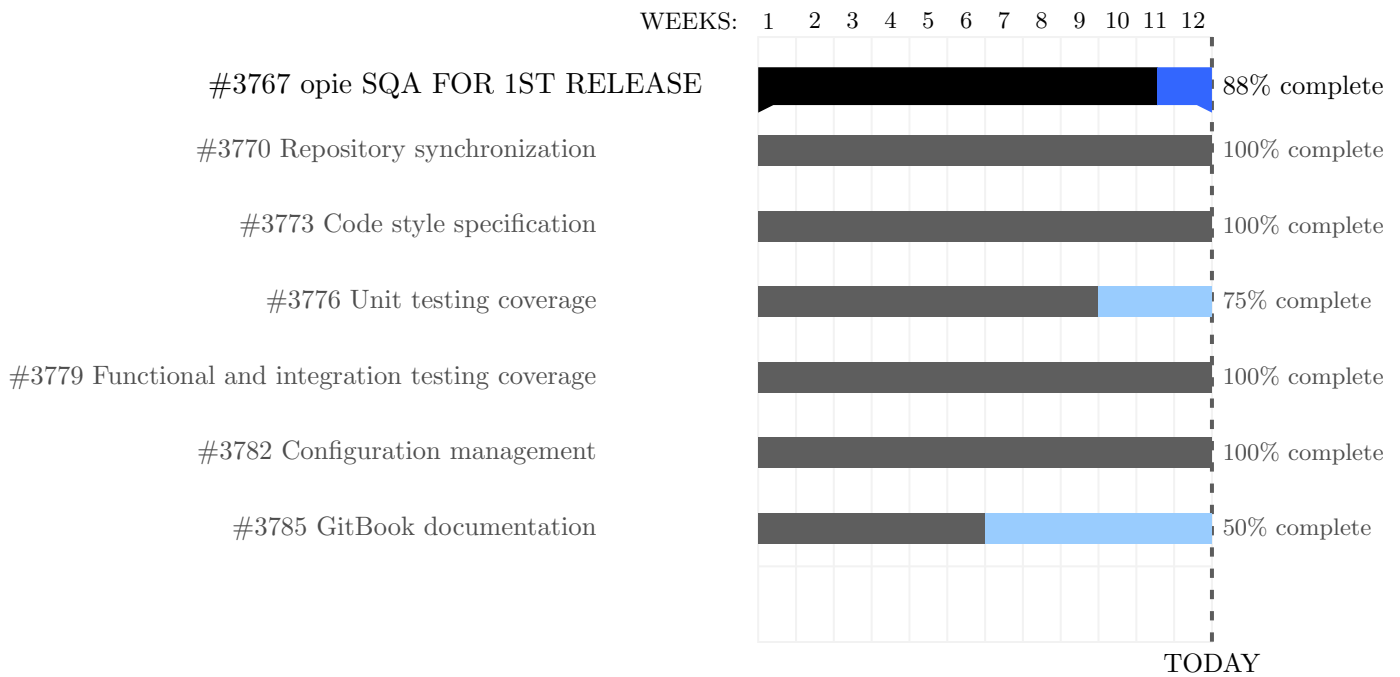 WEEKS: 1 2 3 4 5 6 7 8 9 10 11 12
#3767 opie SQA FOR 1ST RELEASE 88% complete
#3770 Repository synchronization 100% complete
#3773 Code style specification 100% complete
#3776 Unit testing coverage 75% complete
#3779 Functional and integration testing coverage 100% complete
#3782 Configuration management 100% complete
#3785 GitBook documentation 50% complete
TODAY